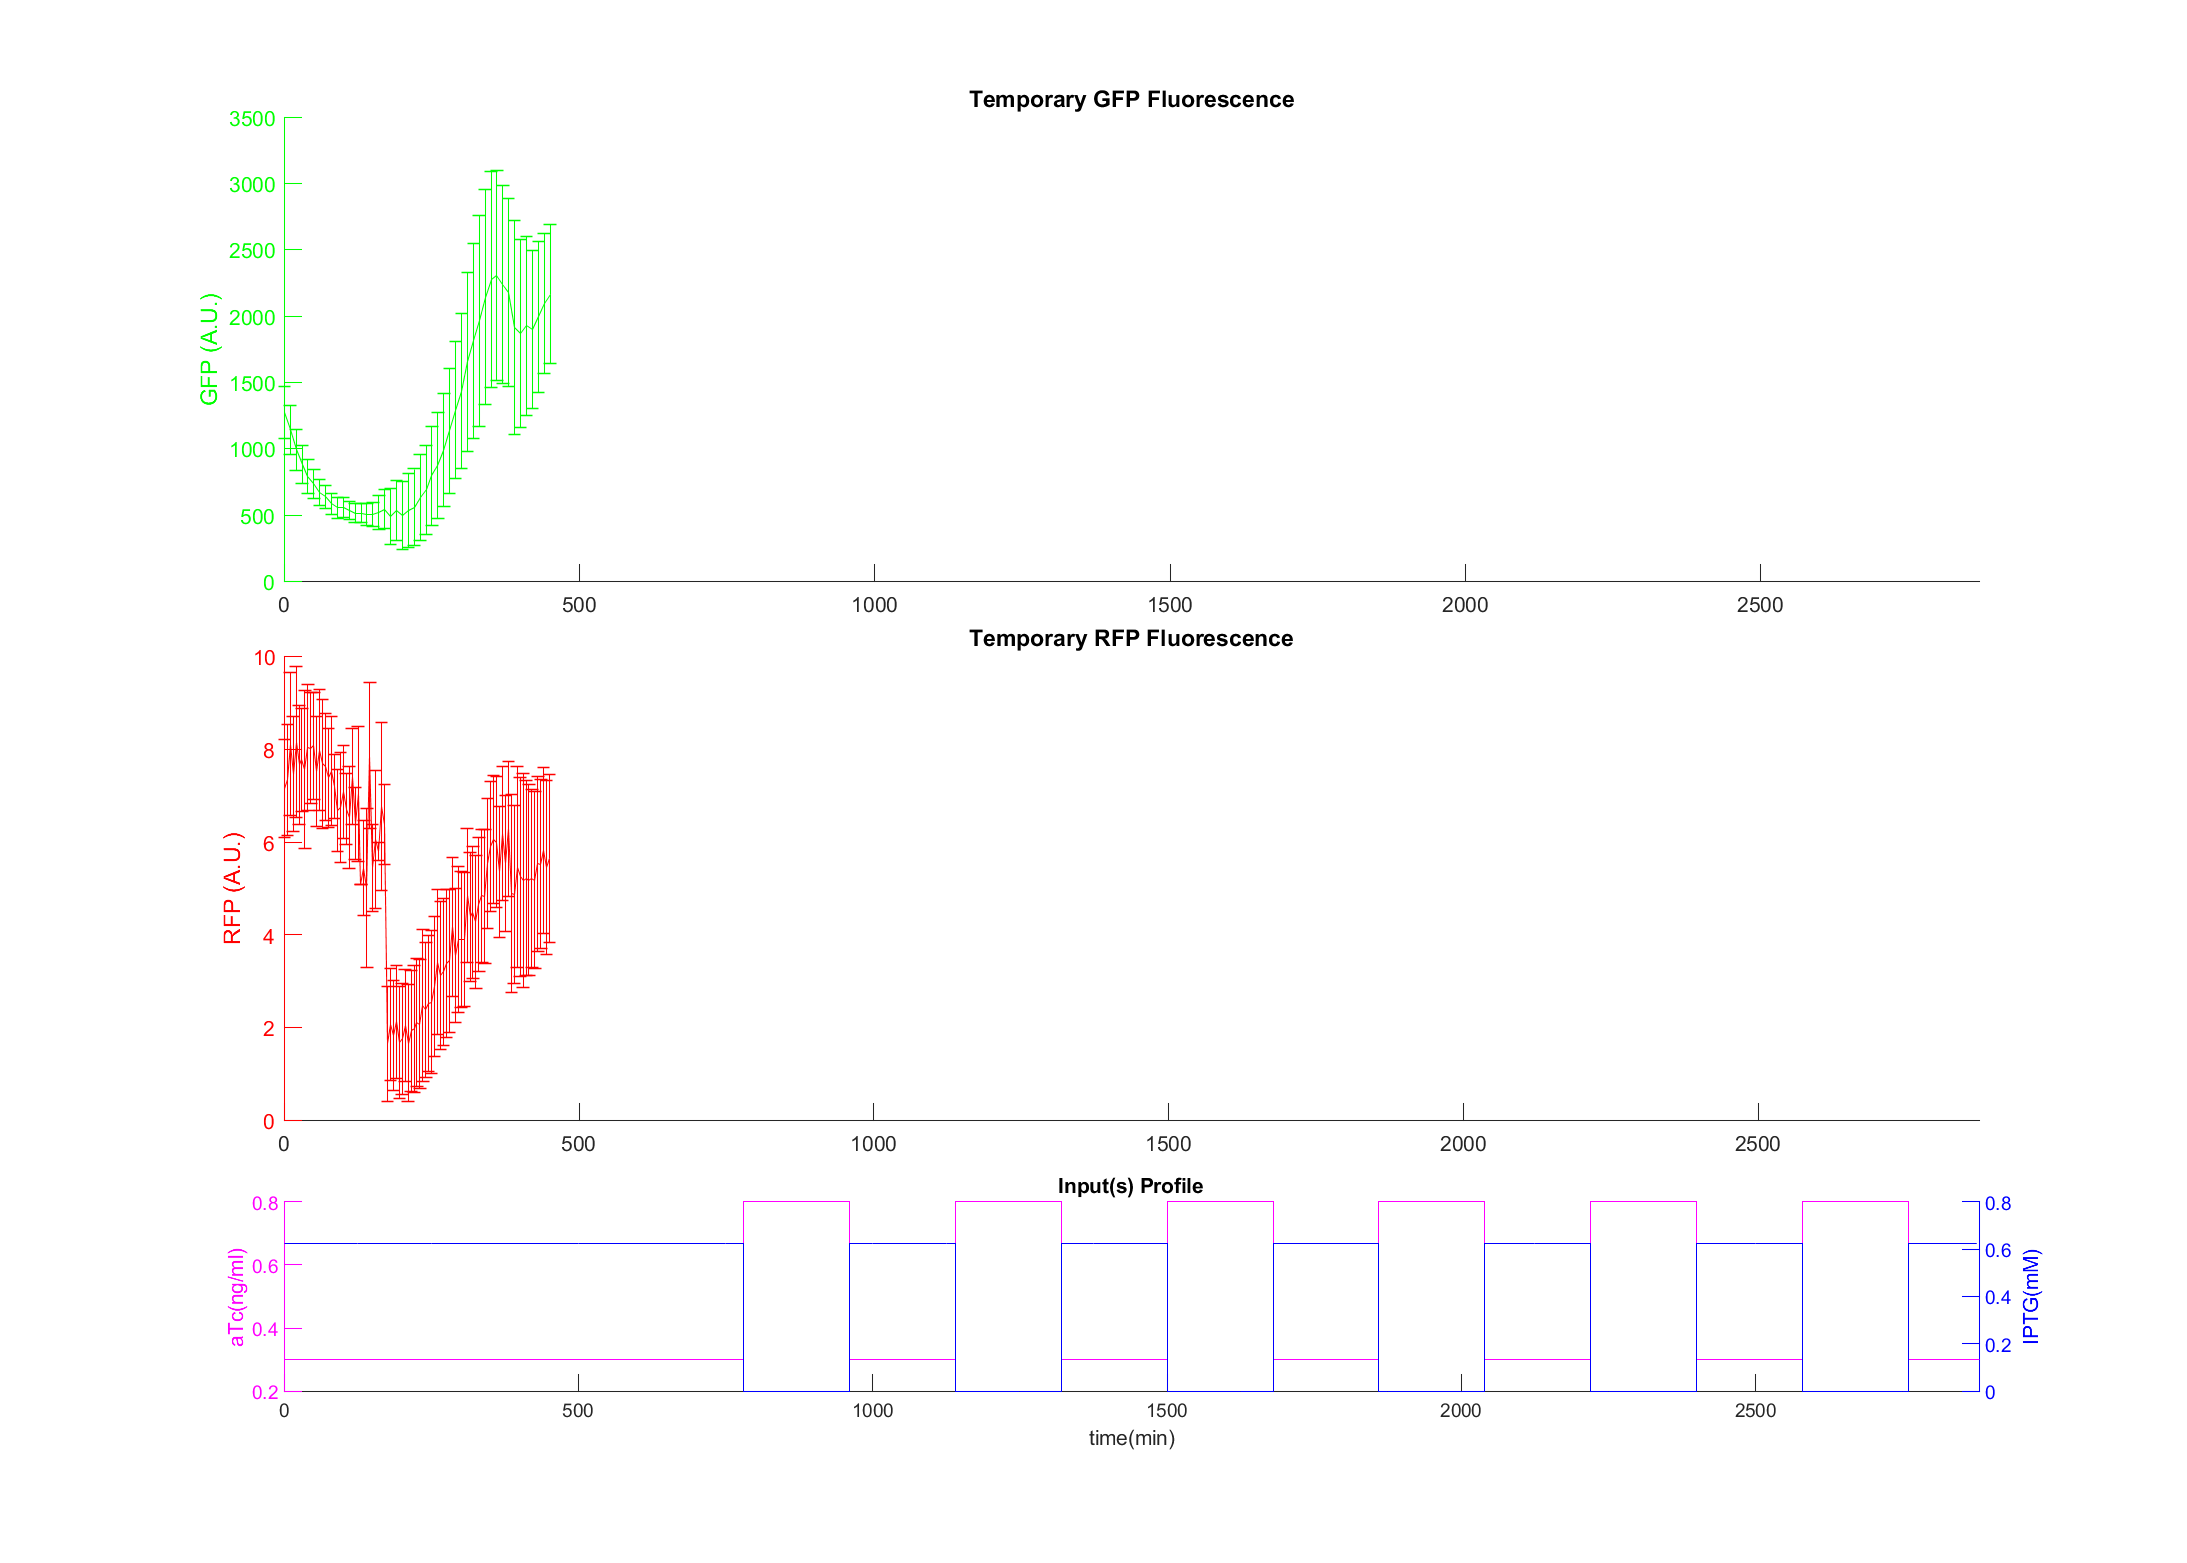 Temporary GFP Fluorescence
3500
3000
2500
2000
1500
1000
500
0
GFP (A.U.)
0 500 1000 1500 2000 2500
Temporary RFP Fluorescence
10
8
6
4
2
0
RFP (A.U.)
0 500 1000 1500 2000 2500
Input(s) Profile
0.8
0.6
0.4
0.2
aTc(ng/ml)
0.8
0.6
0.4
0.2
0
IPTG(mM)
0 500 1000 1500 2000 2500
time(min)